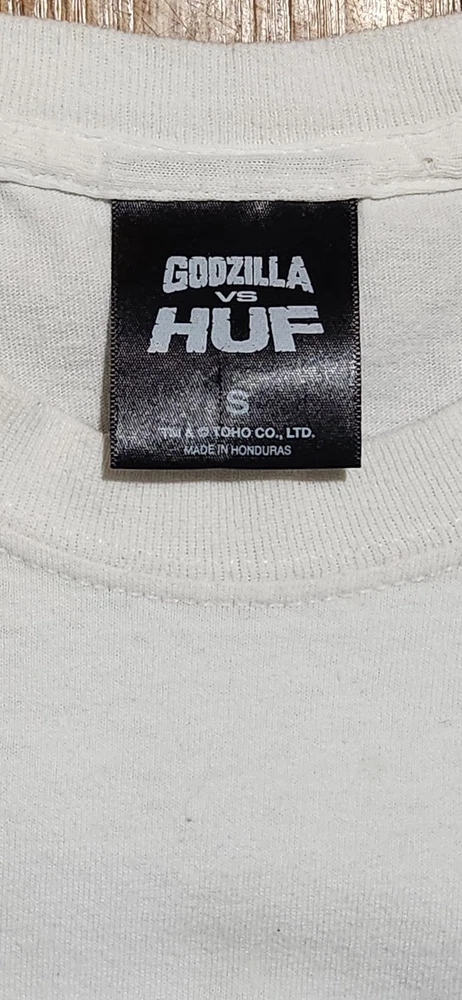 GODZILLA
VS
HUF
S
TM & © TOHO CO., LTD.
MADE IN HONDURAS